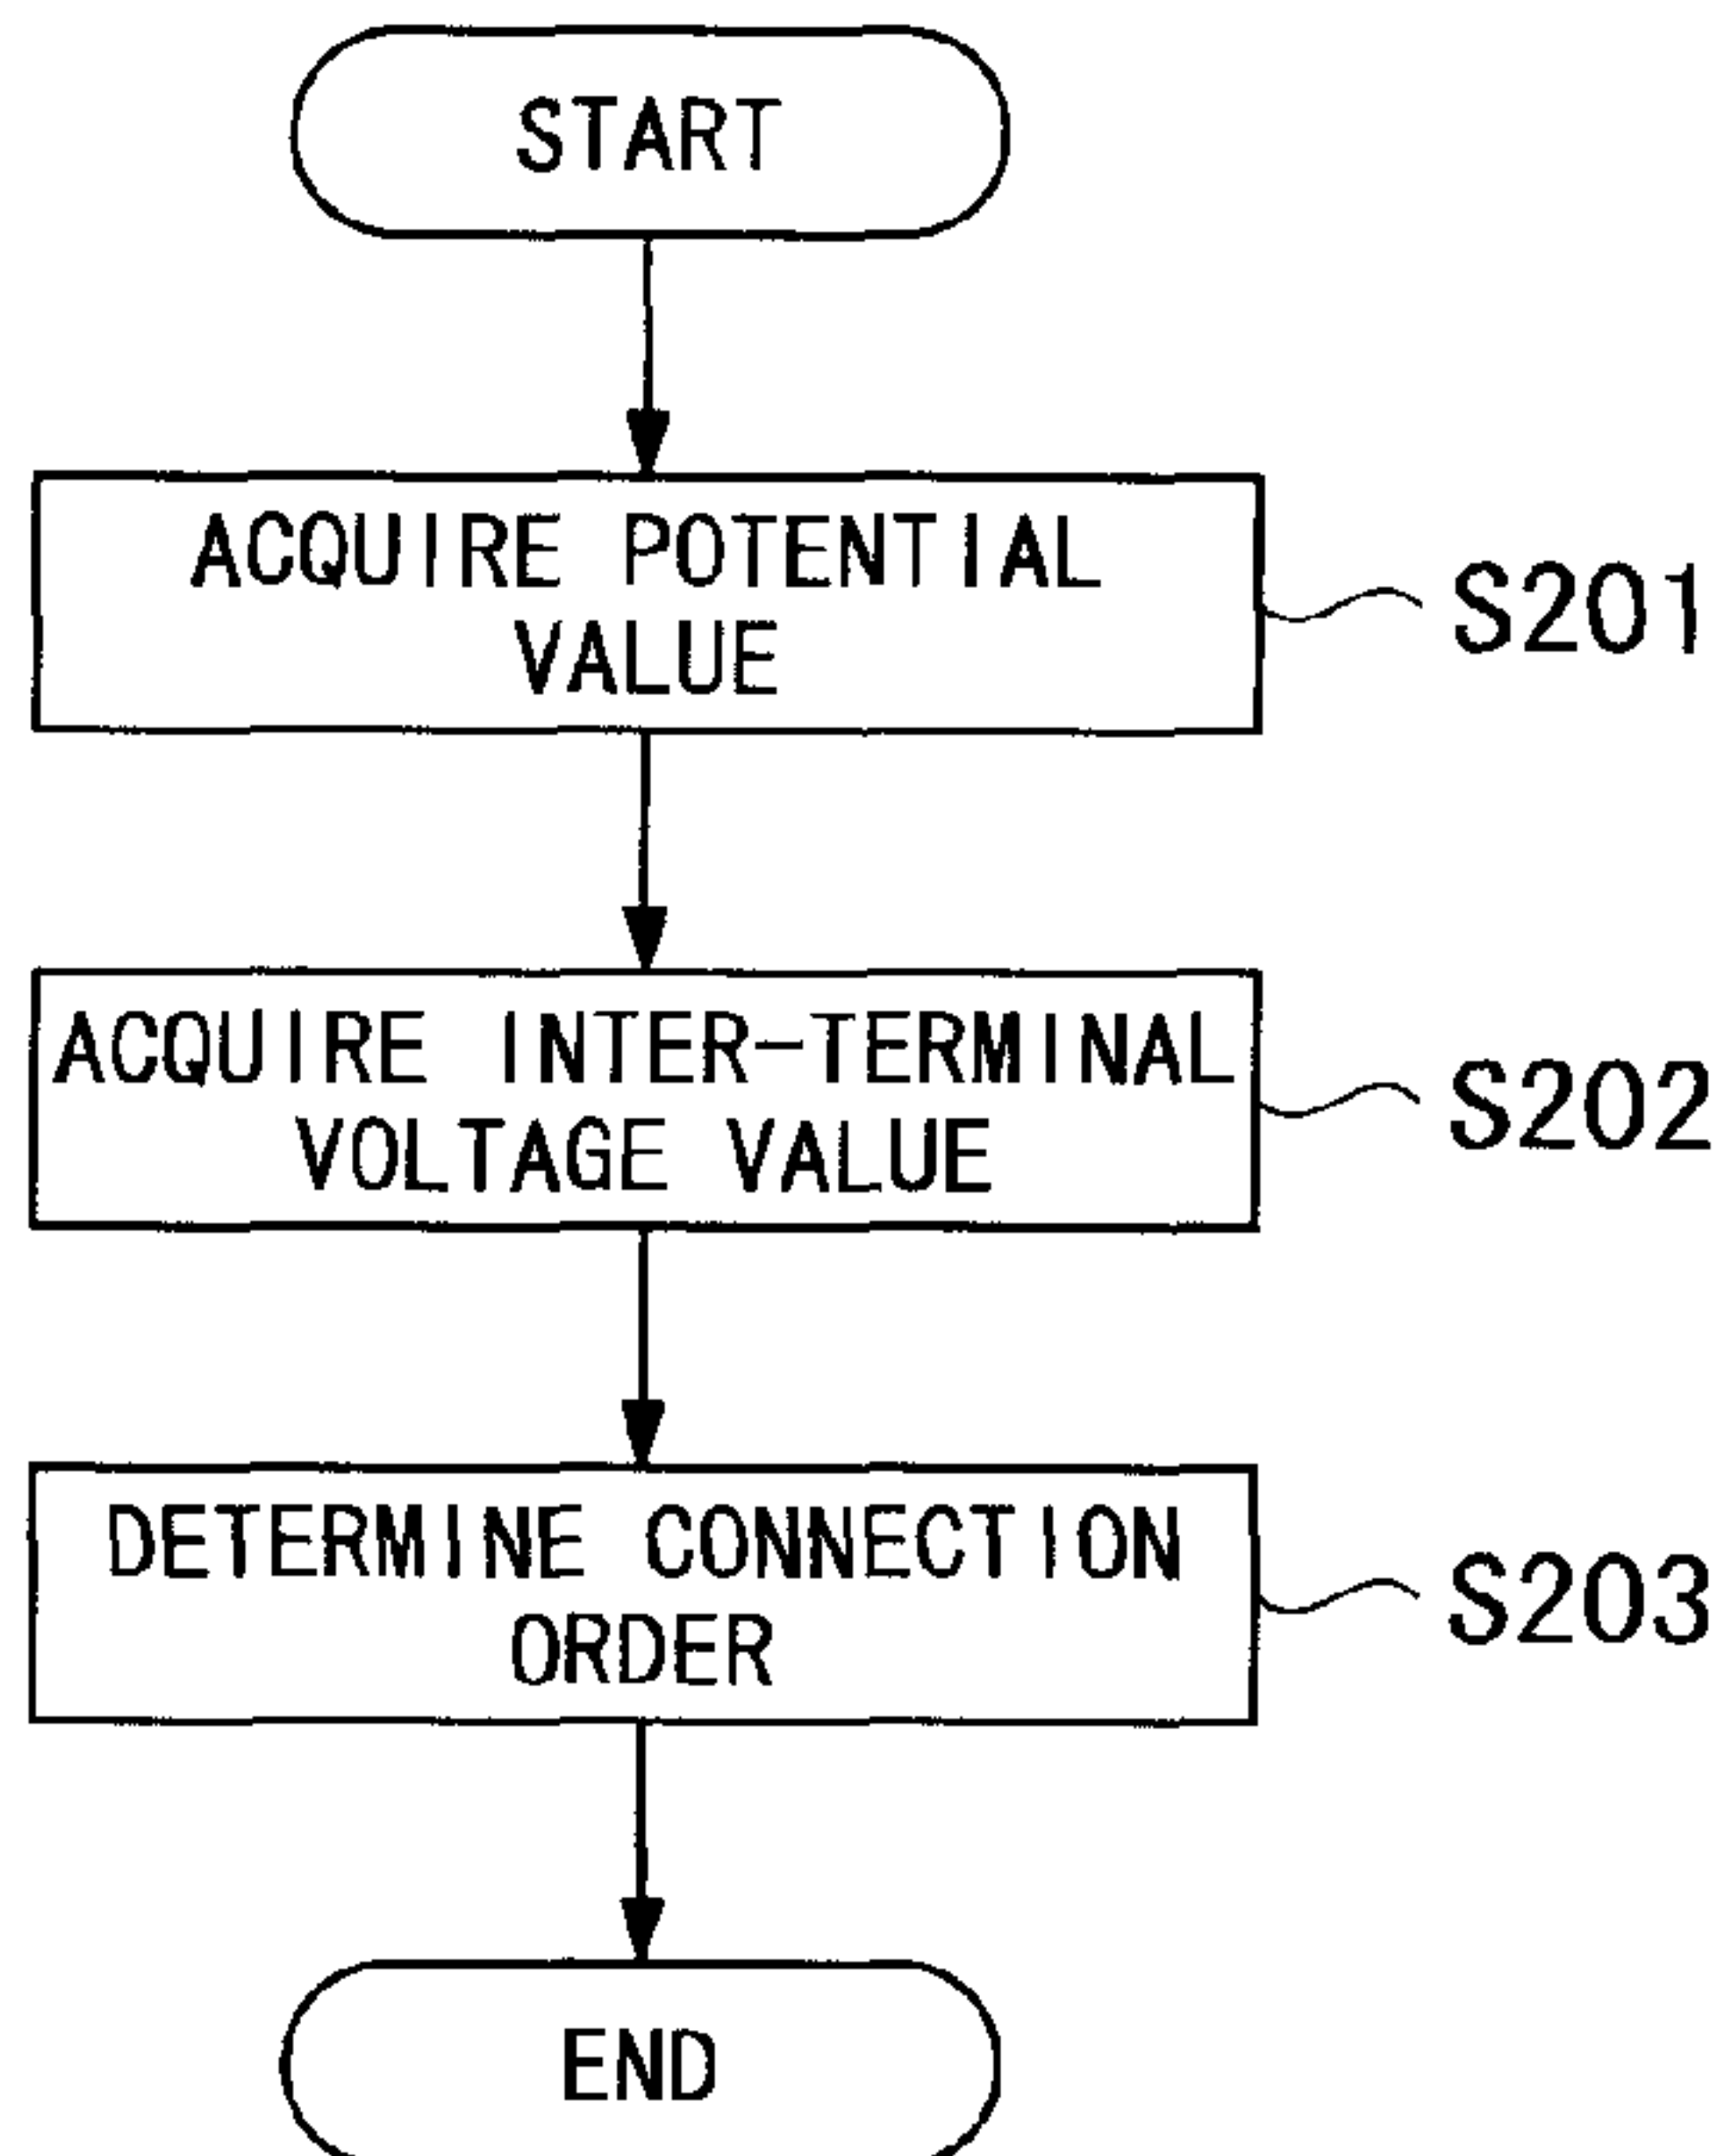 START
ACQUIRE POTENTIAL
VALUE
S201
ACQUIRE INTER-TERMINAL
VOLTAGE VALUE
S202
DETERMINE CONNECTION
ORDER
S203
END